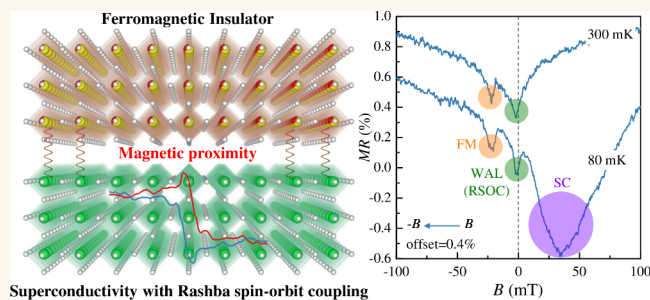 Ferromagnetic Insulator
Magnetic proximity
Superconductivity with Rashba spin-orbit coupling
MR (%)
1.0
0.8
0.6
0.4
0.2
0.0
-0.2
-0.4
-0.6
300 mK
FM
80 mK
WAL
(RSOC)
SC
-B B
offset=0.4%
-100 -50 0 50 100
B (mT)